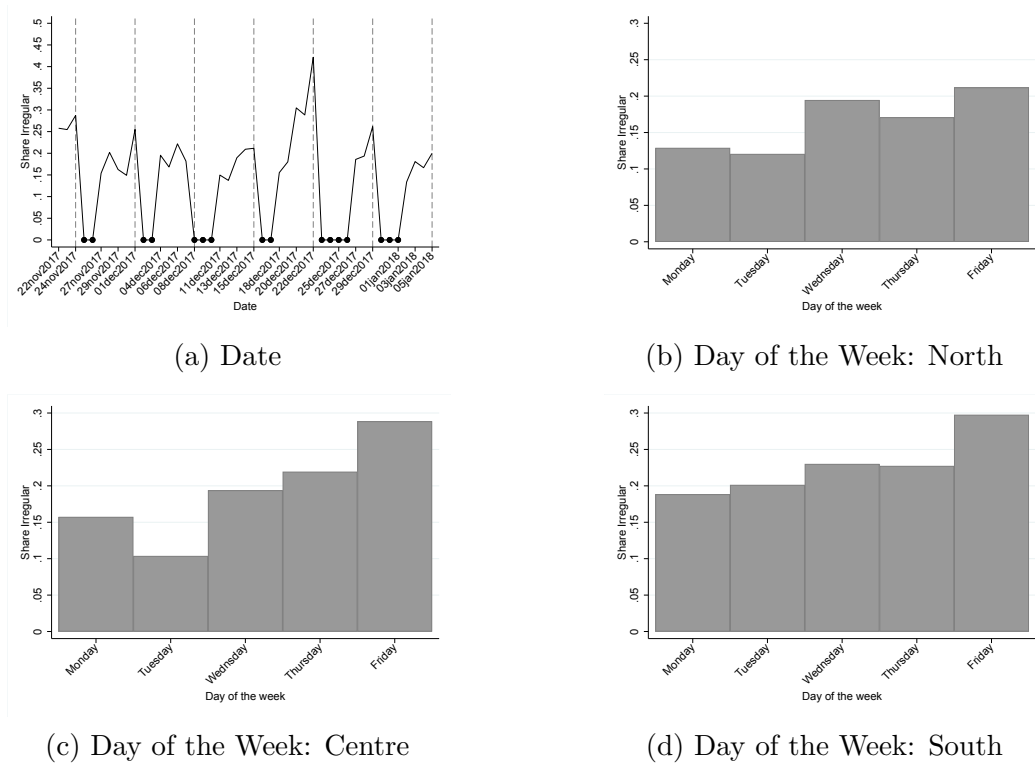 Share Irregular
.5
.45
.4
.35
.3
.25
.2
.15
.1
.05
0
22nov2017
24nov2017
27nov2017
29nov2017
01dec2017
04dec2017
06dec2017
08dec2017
11dec2017
13dec2017
15dec2017
18dec2017
20dec2017
22dec2017
25dec2017
27dec2017
29dec2017
01jan2018
03jan2018
05jan2018
Date
(a) Date
Share Irregular
.3
.25
.2
.15
.1
.05
0
Monday
Tuesday
Wednsday
Thursday
Friday
Day of the week
(b) Day of the Week: North
Share Irregular
.3
.25
.2
.15
.1
.05
0
Monday
Tuesday
Wednsday
Thursday
Friday
Day of the week
(c) Day of the Week: Centre
Share Irregular
.3
.25
.2
.15
.1
.05
0
Monday
Tuesday
Wednsday
Thursday
Friday
Day of the week
(d) Day of the Week: South